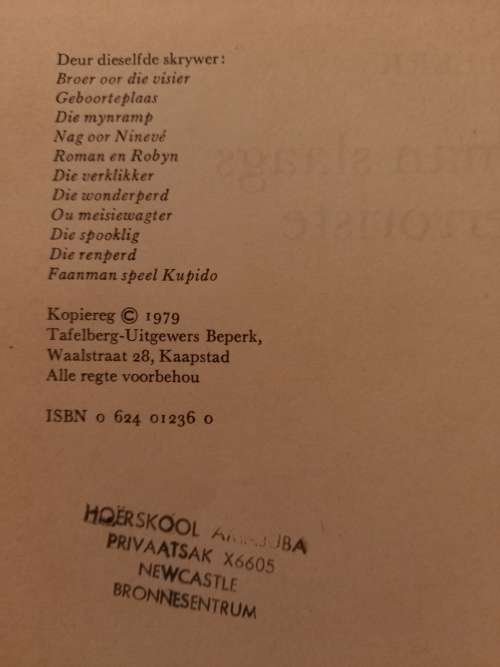 Deur dieselfde skrywer:
Broer oor die visier
Geboorteplaas
Die mynramp
Nag oor Ninevé
Roman en Robyn
Die verklikker
Die wonderperd
Ou meisiewagter
Die spooklig
Die renperd
Faanman speel Kupido
Kopiereg © 1979
Tafelberg-Uitgewers Beperk,
Waalstraat 28, Kaapstad
Alle regte voorbehou
ISBN 0 624 01236 0
HOËRSKOOL AMAJUBA
PRIVAATSAK X6605
NEWCASTLE
BRONNESENTRUM